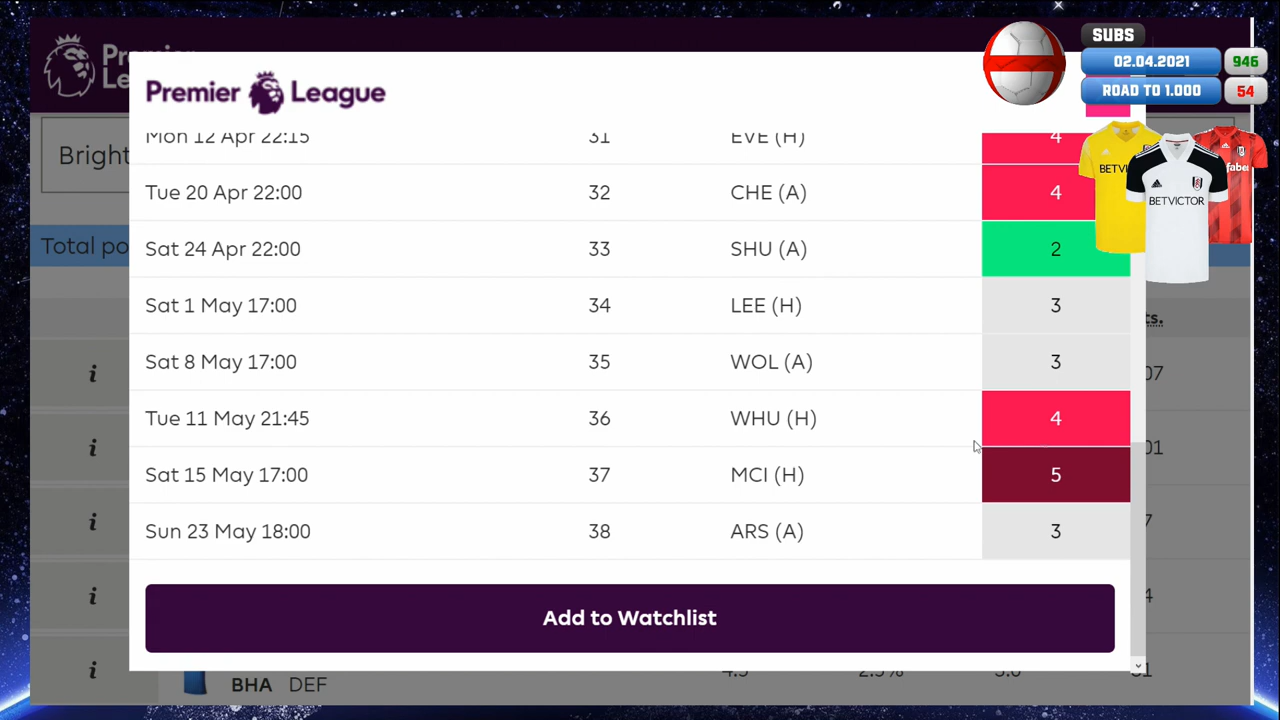 SUBS
02.04.2021 946
ROAD TO 1.000 54
Premier League
Bright
Mon 12 Apr 22:15 31 EVE (H) 4
Tue 20 Apr 22:00 32 CHE (A) 4
Sat 24 Apr 22:00 33 SHU (A) 2
Sat 1 May 17:00 34 LEE (H) 3
Sat 8 May 17:00 35 WOL (A) 3
Tue 11 May 21:45 36 WHU (H) 4
Sat 15 May 17:00 37 MCI (H) 5
Sun 23 May 18:00 38 ARS (A) 3
Add to Watchlist
BHA DEF
Total po
BETVICTOR